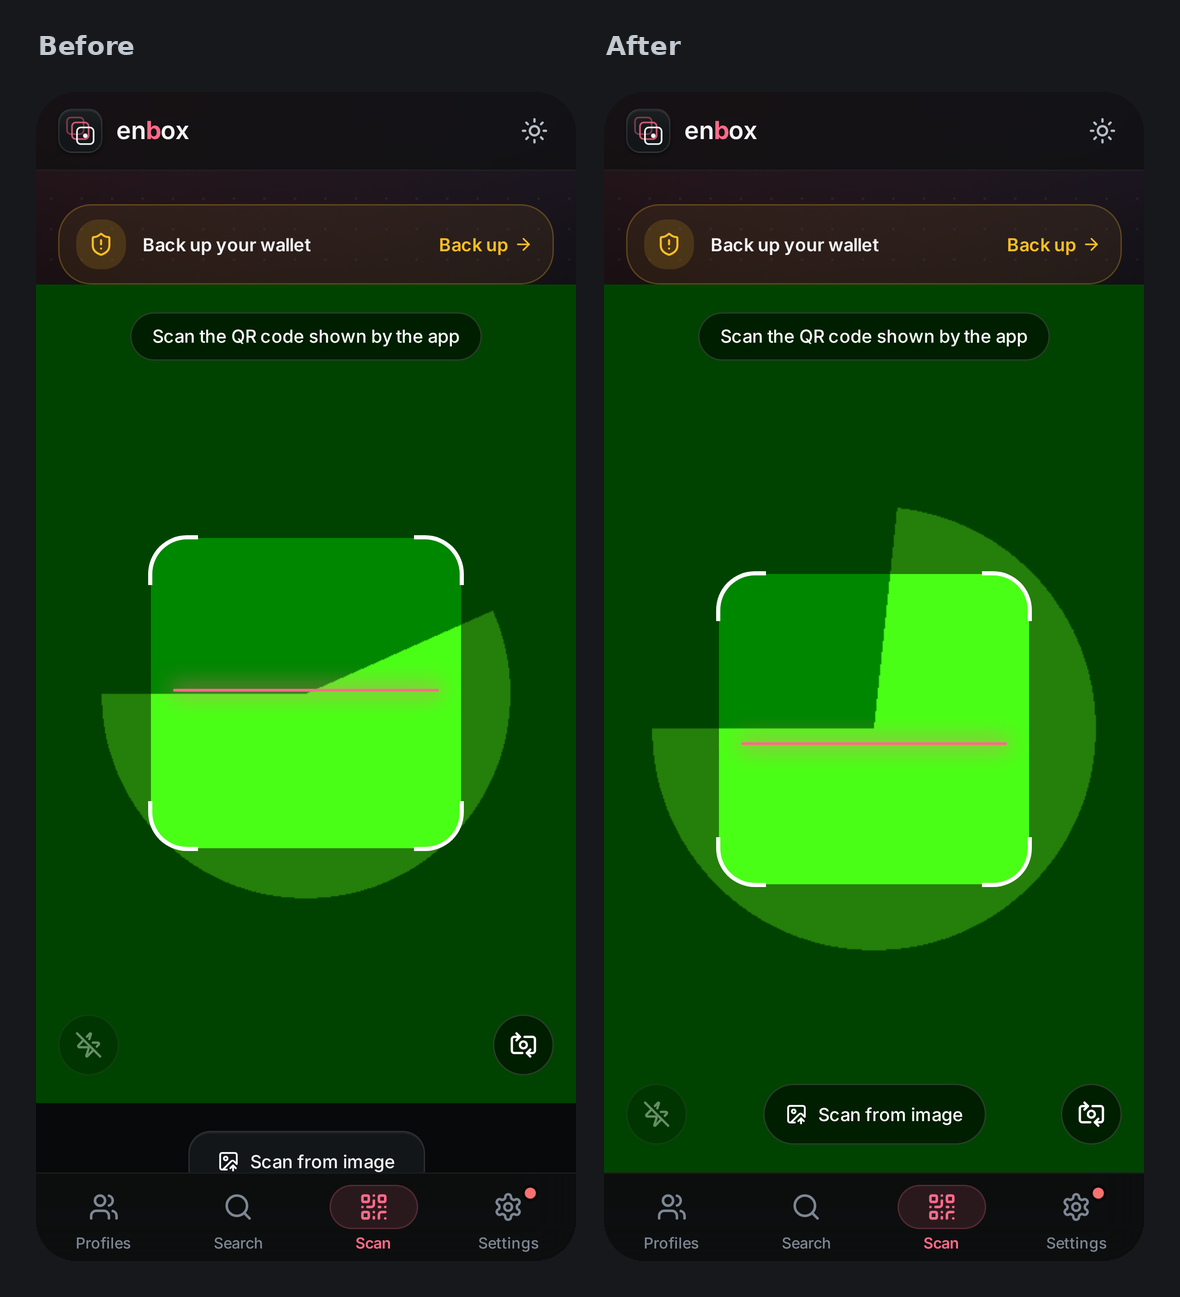 Before
After
enbox
enbox
Back up your wallet
Back up
Back up your wallet
Back up
Scan the QR code shown by the app
Scan the QR code shown by the app
Scan from image
Scan from image
Profiles
Search
Scan
Settings
Profiles
Search
Scan
Settings